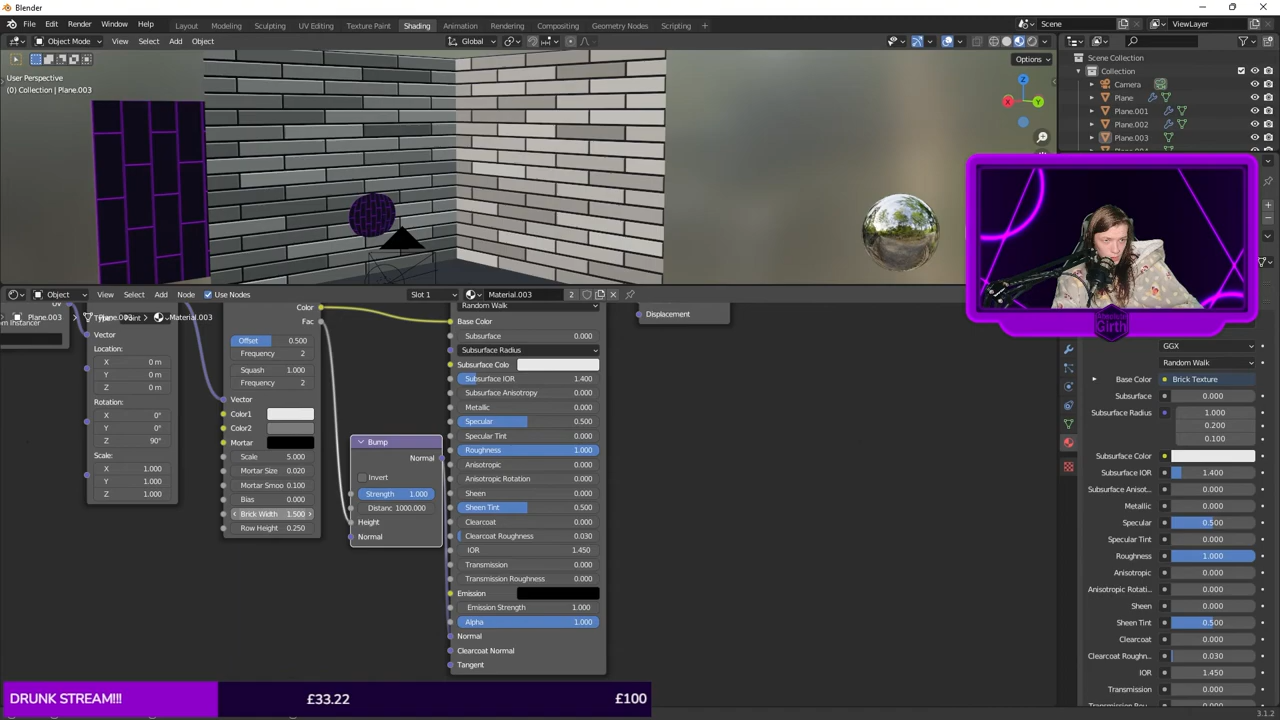 Blender
File Edit Render Window Help
Layout Modeling Sculpting UV Editing Texture Paint Shading Animation Rendering Compositing Geometry Nodes Scripting +
Scene
ViewLayer
Object Mode View Select Add Object
Global
Options
User Perspective
(0) Collection | Plane.003
Z
X
Y
Scene Collection
Collection
Camera
Plane
Plane.001
Plane.002
Plane.003
Object View Select Add Node Use Nodes
Slot 1
Material.003
2
Plane.003 > Plane.003 > Material.003
Vector
Location:
X 0 m
Y 0 m
Z 0 m
Rotation:
X 0°
Y 0°
Z 90°
Scale:
X 1.000
Y 1.000
Z 1.000
Color
Fac
Offset 0.500
Frequency 2
Squash 1.000
Frequency 2
Vector
Color1
Color2
Mortar
Scale 5.000
Mortar Size 0.020
Mortar Smo 0.100
Bias 0.000
Brick Width 1.500
Row Height 0.250
Bump
Normal
Invert
Strength 1.000
Distanc 1000.000
Height
Normal
Random Walk
Base Color
Subsurface 0.000
Subsurface Radius
Subsurface Colo
Subsurface IOR 1.400
Subsurface Anisotropy 0.000
Metallic 0.000
Specular 0.500
Specular Tint 0.000
Roughness 1.000
Anisotropic 0.000
Anisotropic Rotation 0.000
Sheen 0.000
Sheen Tint 0.500
Clearcoat 0.000
Clearcoat Roughness 0.030
IOR 1.450
Transmission 0.000
Transmission Roughness 0.000
Emission
Emission Strength 1.000
Alpha 1.000
Normal
Clearcoat Normal
Tangent
Displacement
Girth
GGX
Random Walk
Base Color Brick Texture
Subsurface 0.000
Subsurface Radius 1.000
0.200
0.100
Subsurface Color
Subsurface IOR 1.400
Subsurface Anisot... 0.000
Metallic 0.000
Specular 0.500
Specular Tint 0.000
Roughness 1.000
Anisotropic 0.000
Anisotropic Rotati... 0.000
Sheen 0.000
Sheen Tint 0.500
Clearcoat 0.000
Clearcoat Roughn... 0.030
IOR 1.450
Transmission 0.000
DRUNK STREAM!!! £33.22 £100
3.1.2